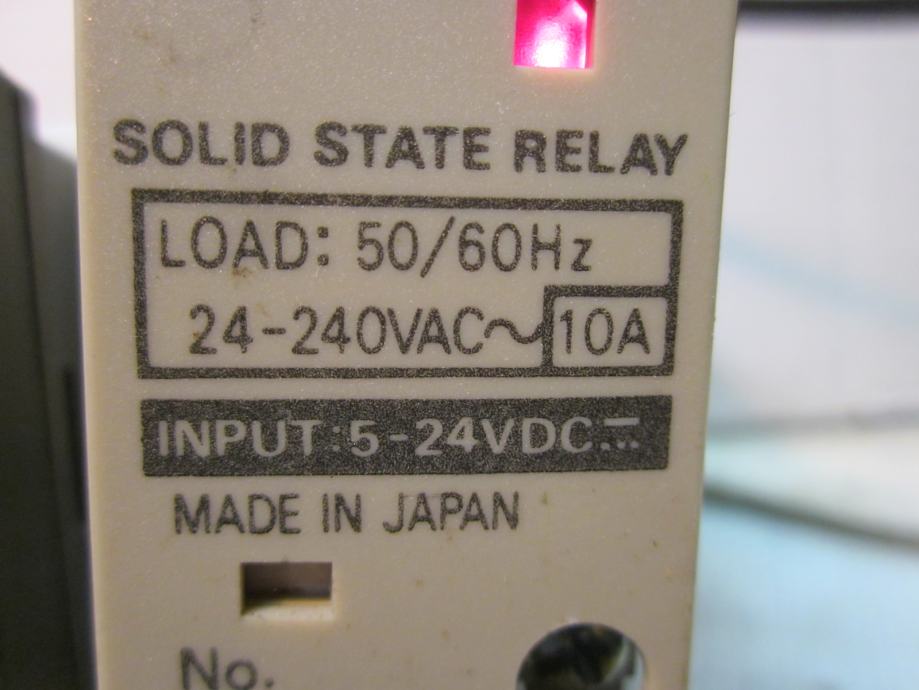 SOLID STATE RELAY
LOAD: 50/60Hz
24-240VAC~ 10A
INPUT:5-24VDC⎓
MADE IN JAPAN
No.